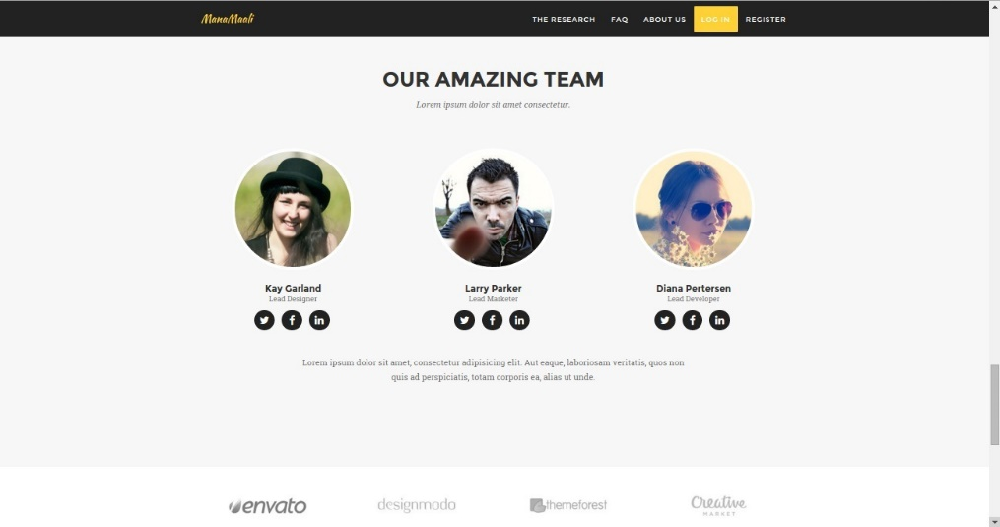 ManaMaali
THE RESEARCH FAQ ABOUT US LOG IN REGISTER
OUR AMAZING TEAM
Lorem ipsum dolor sit amet consectetur.
Kay Garland
Lead Designer
Larry Parker
Lead Marketer
Diana Pertersen
Lead Developer
Lorem ipsum dolor sit amet, consectetur adipisicing elit. Aut eaque, laboriosam veritatis, quos non
quis ad perspiciatis, totam corporis ea, alias ut unde.
envato designmodo themeforest Creative
MARKET